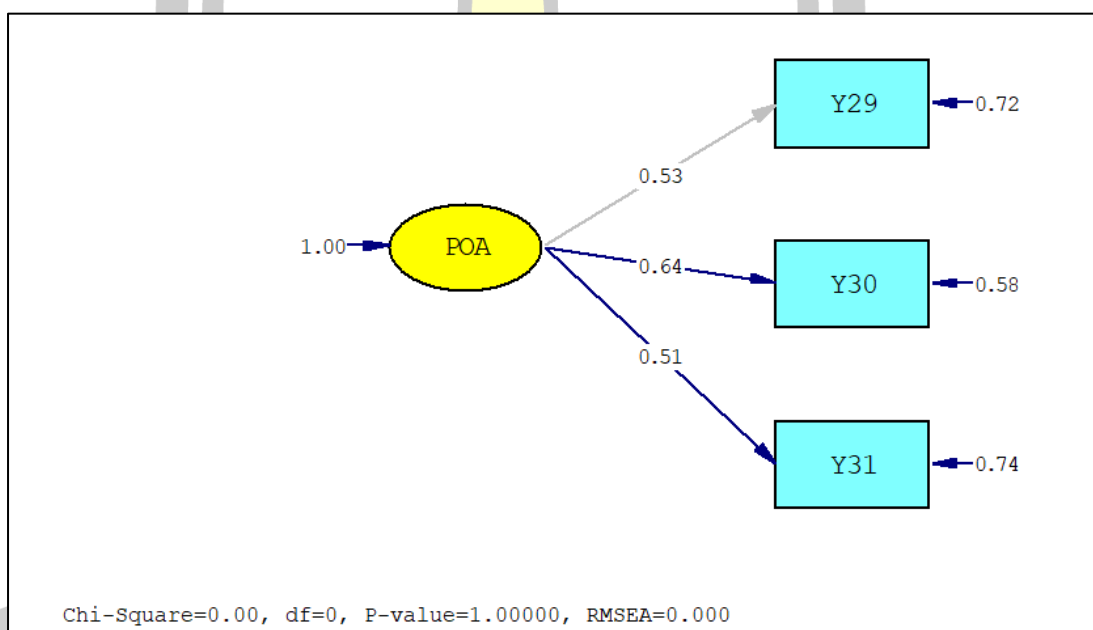 Y29
0.72
0.53
1.00
POA
0.64
Y30
0.58
0.51
Y31
0.74
Chi-Square=0.00, df=0, P-value=1.00000, RMSEA=0.000